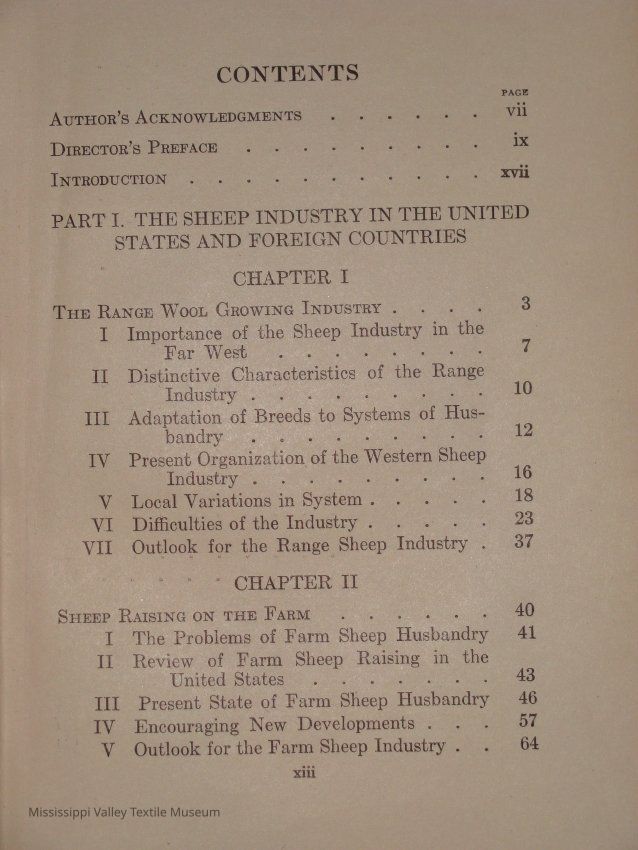 CONTENTS
PAGE
AUTHOR'S ACKNOWLEDGMENTS . . . . . . vii
DIRECTOR'S PREFACE . . . . . . . . . ix
INTRODUCTION . . . . . . . . . . . xvii
PART I. THE SHEEP INDUSTRY IN THE UNITED
STATES AND FOREIGN COUNTRIES
CHAPTER I
THE RANGE WOOL GROWING INDUSTRY . . . . 3
I Importance of the Sheep Industry in the
Far West . . . . . . . . 7
II Distinctive Characteristics of the Range
Industry . . . . . . . . . 10
III Adaptation of Breeds to Systems of Hus-
bandry . . . . . . . . . 12
IV Present Organization of the Western Sheep
Industry . . . . . . . . . 16
V Local Variations in System . . . . . 18
VI Difficulties of the Industry . . . . . 23
VII Outlook for the Range Sheep Industry . 37
CHAPTER II
SHEEP RAISING ON THE FARM . . . . . . 40
I The Problems of Farm Sheep Husbandry 41
II Review of Farm Sheep Raising in the
United States . . . . . . . 43
III Present State of Farm Sheep Husbandry 46
IV Encouraging New Developments . . . 57
V Outlook for the Farm Sheep Industry . . 64
xiii
Mississippi Valley Textile Museum